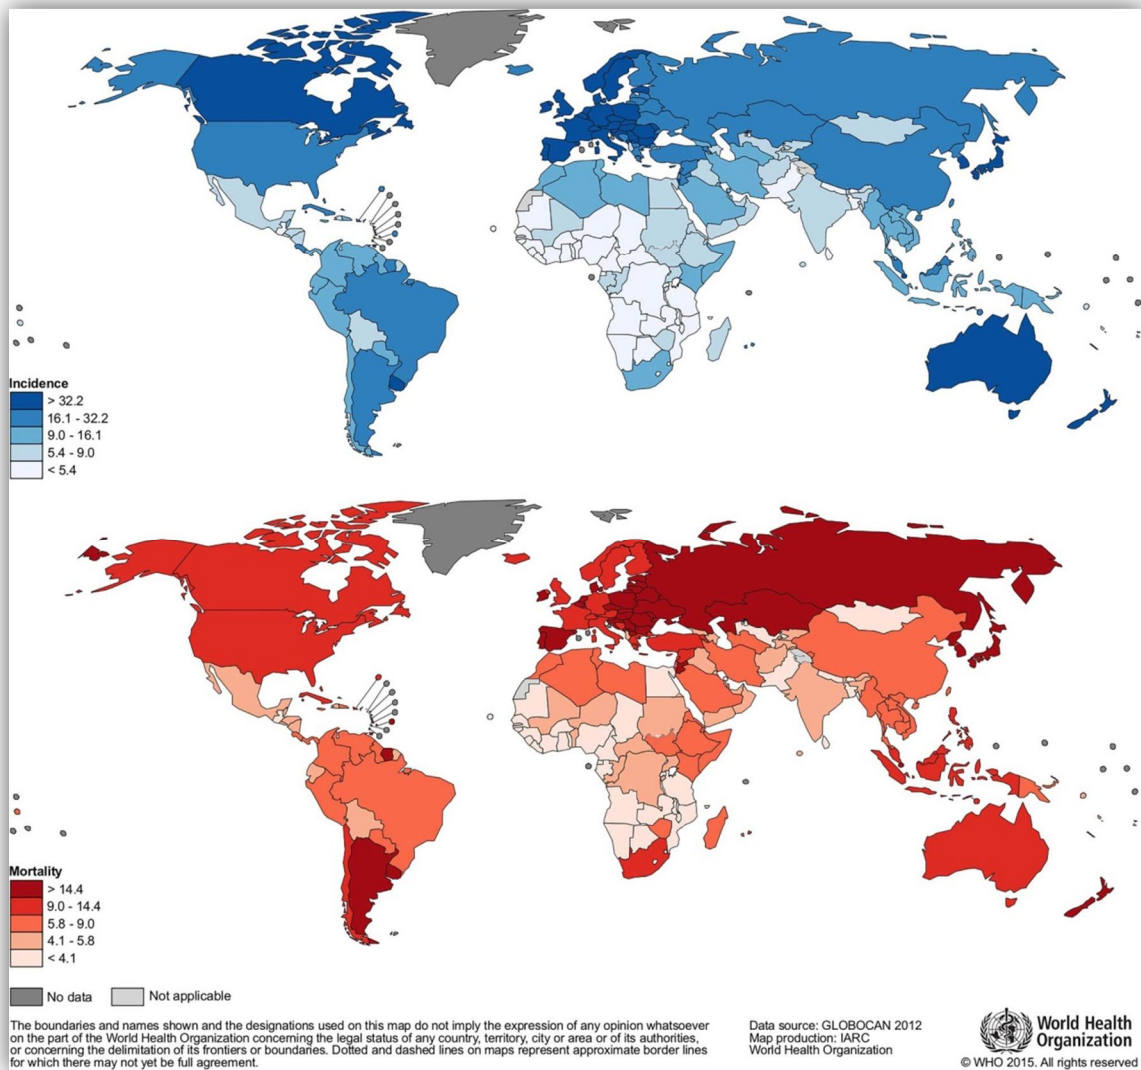 Incidence
> 32.2
16.1 - 32.2
9.0 - 16.1
5.4 - 9.0
< 5.4
Mortality
> 14.4
9.0 - 14.4
5.8 - 9.0
4.1 - 5.8
< 4.1
No data
Not applicable
The boundaries and names shown and the designations used on this map do not imply the expression of any opinion whatsoever
on the part of the World Health Organization concerning the legal status of any country, territory, city or area or of its authorities,
or concerning the delimitation of its frontiers or boundaries. Dotted and dashed lines on maps represent approximate border lines
for which there may not yet be full agreement.
Data source: GLOBOCAN 2012
Map production: IARC
World Health Organization
World Health
Organization
© WHO 2015. All rights reserved